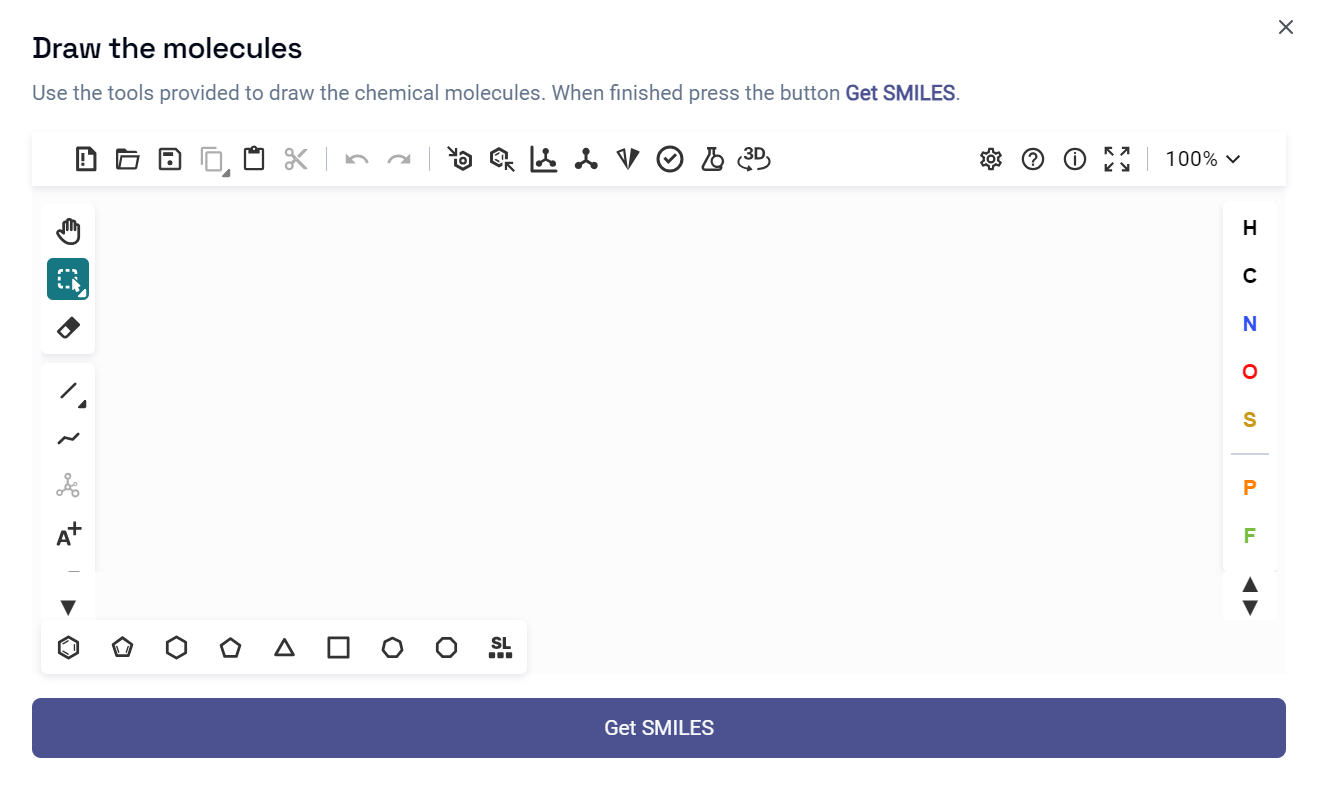 Draw the molecules
Use the tools provided to draw the chemical molecules. When finished press the button Get SMILES.
3D
100%
H
C
N
O
S
P
F
A+
SL
Get SMILES